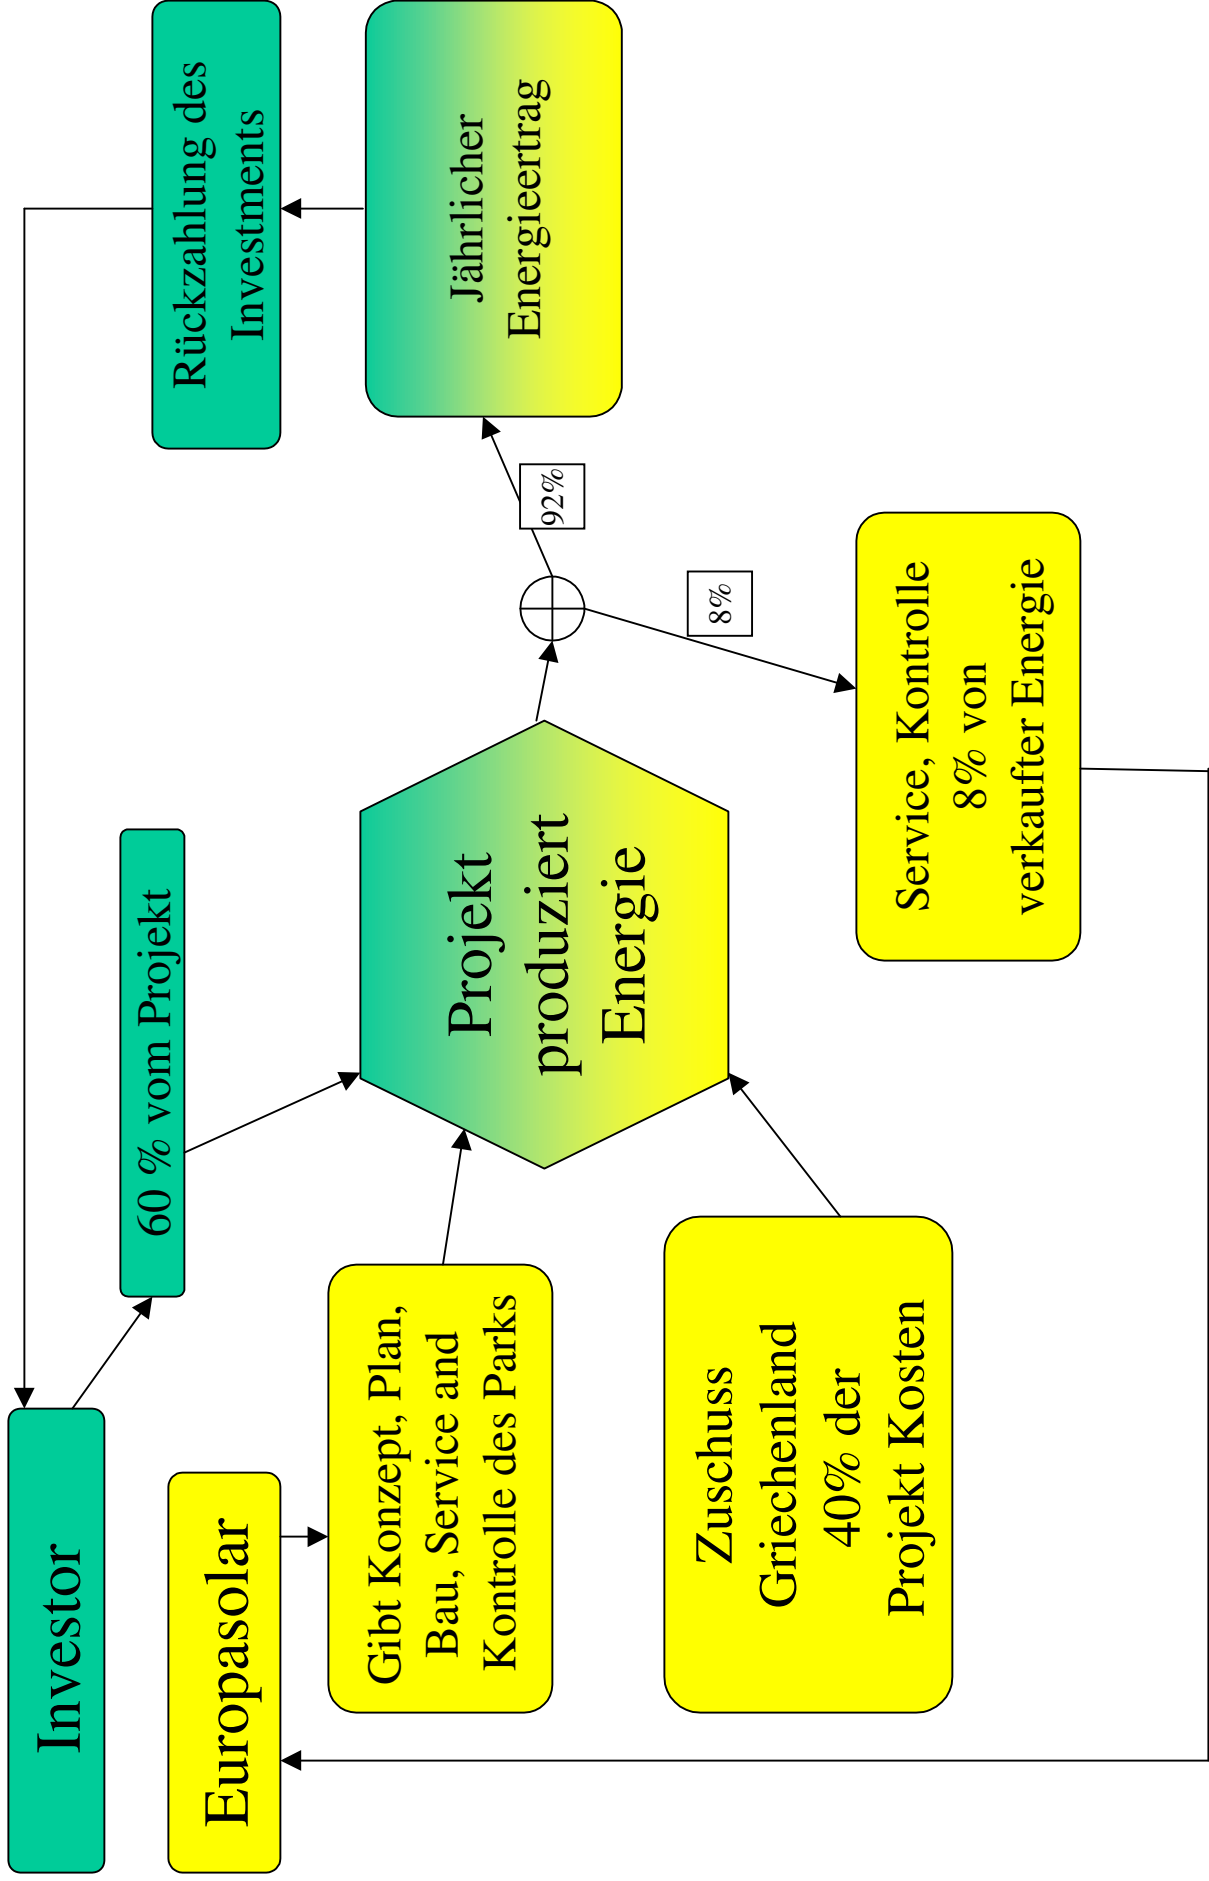 Investor
60 % vom Projekt
Rückzahlung des
Investments
Europasolar
Gibt Konzept, Plan,
Bau, Service and
Kontrolle des Parks
Projekt
produziert
Energie
92%
Jährlicher
Energieertrag
8%
Zuschuss
Griechenland
40% der
Projekt Kosten
Service, Kontrolle
8% von
verkaufter Energie